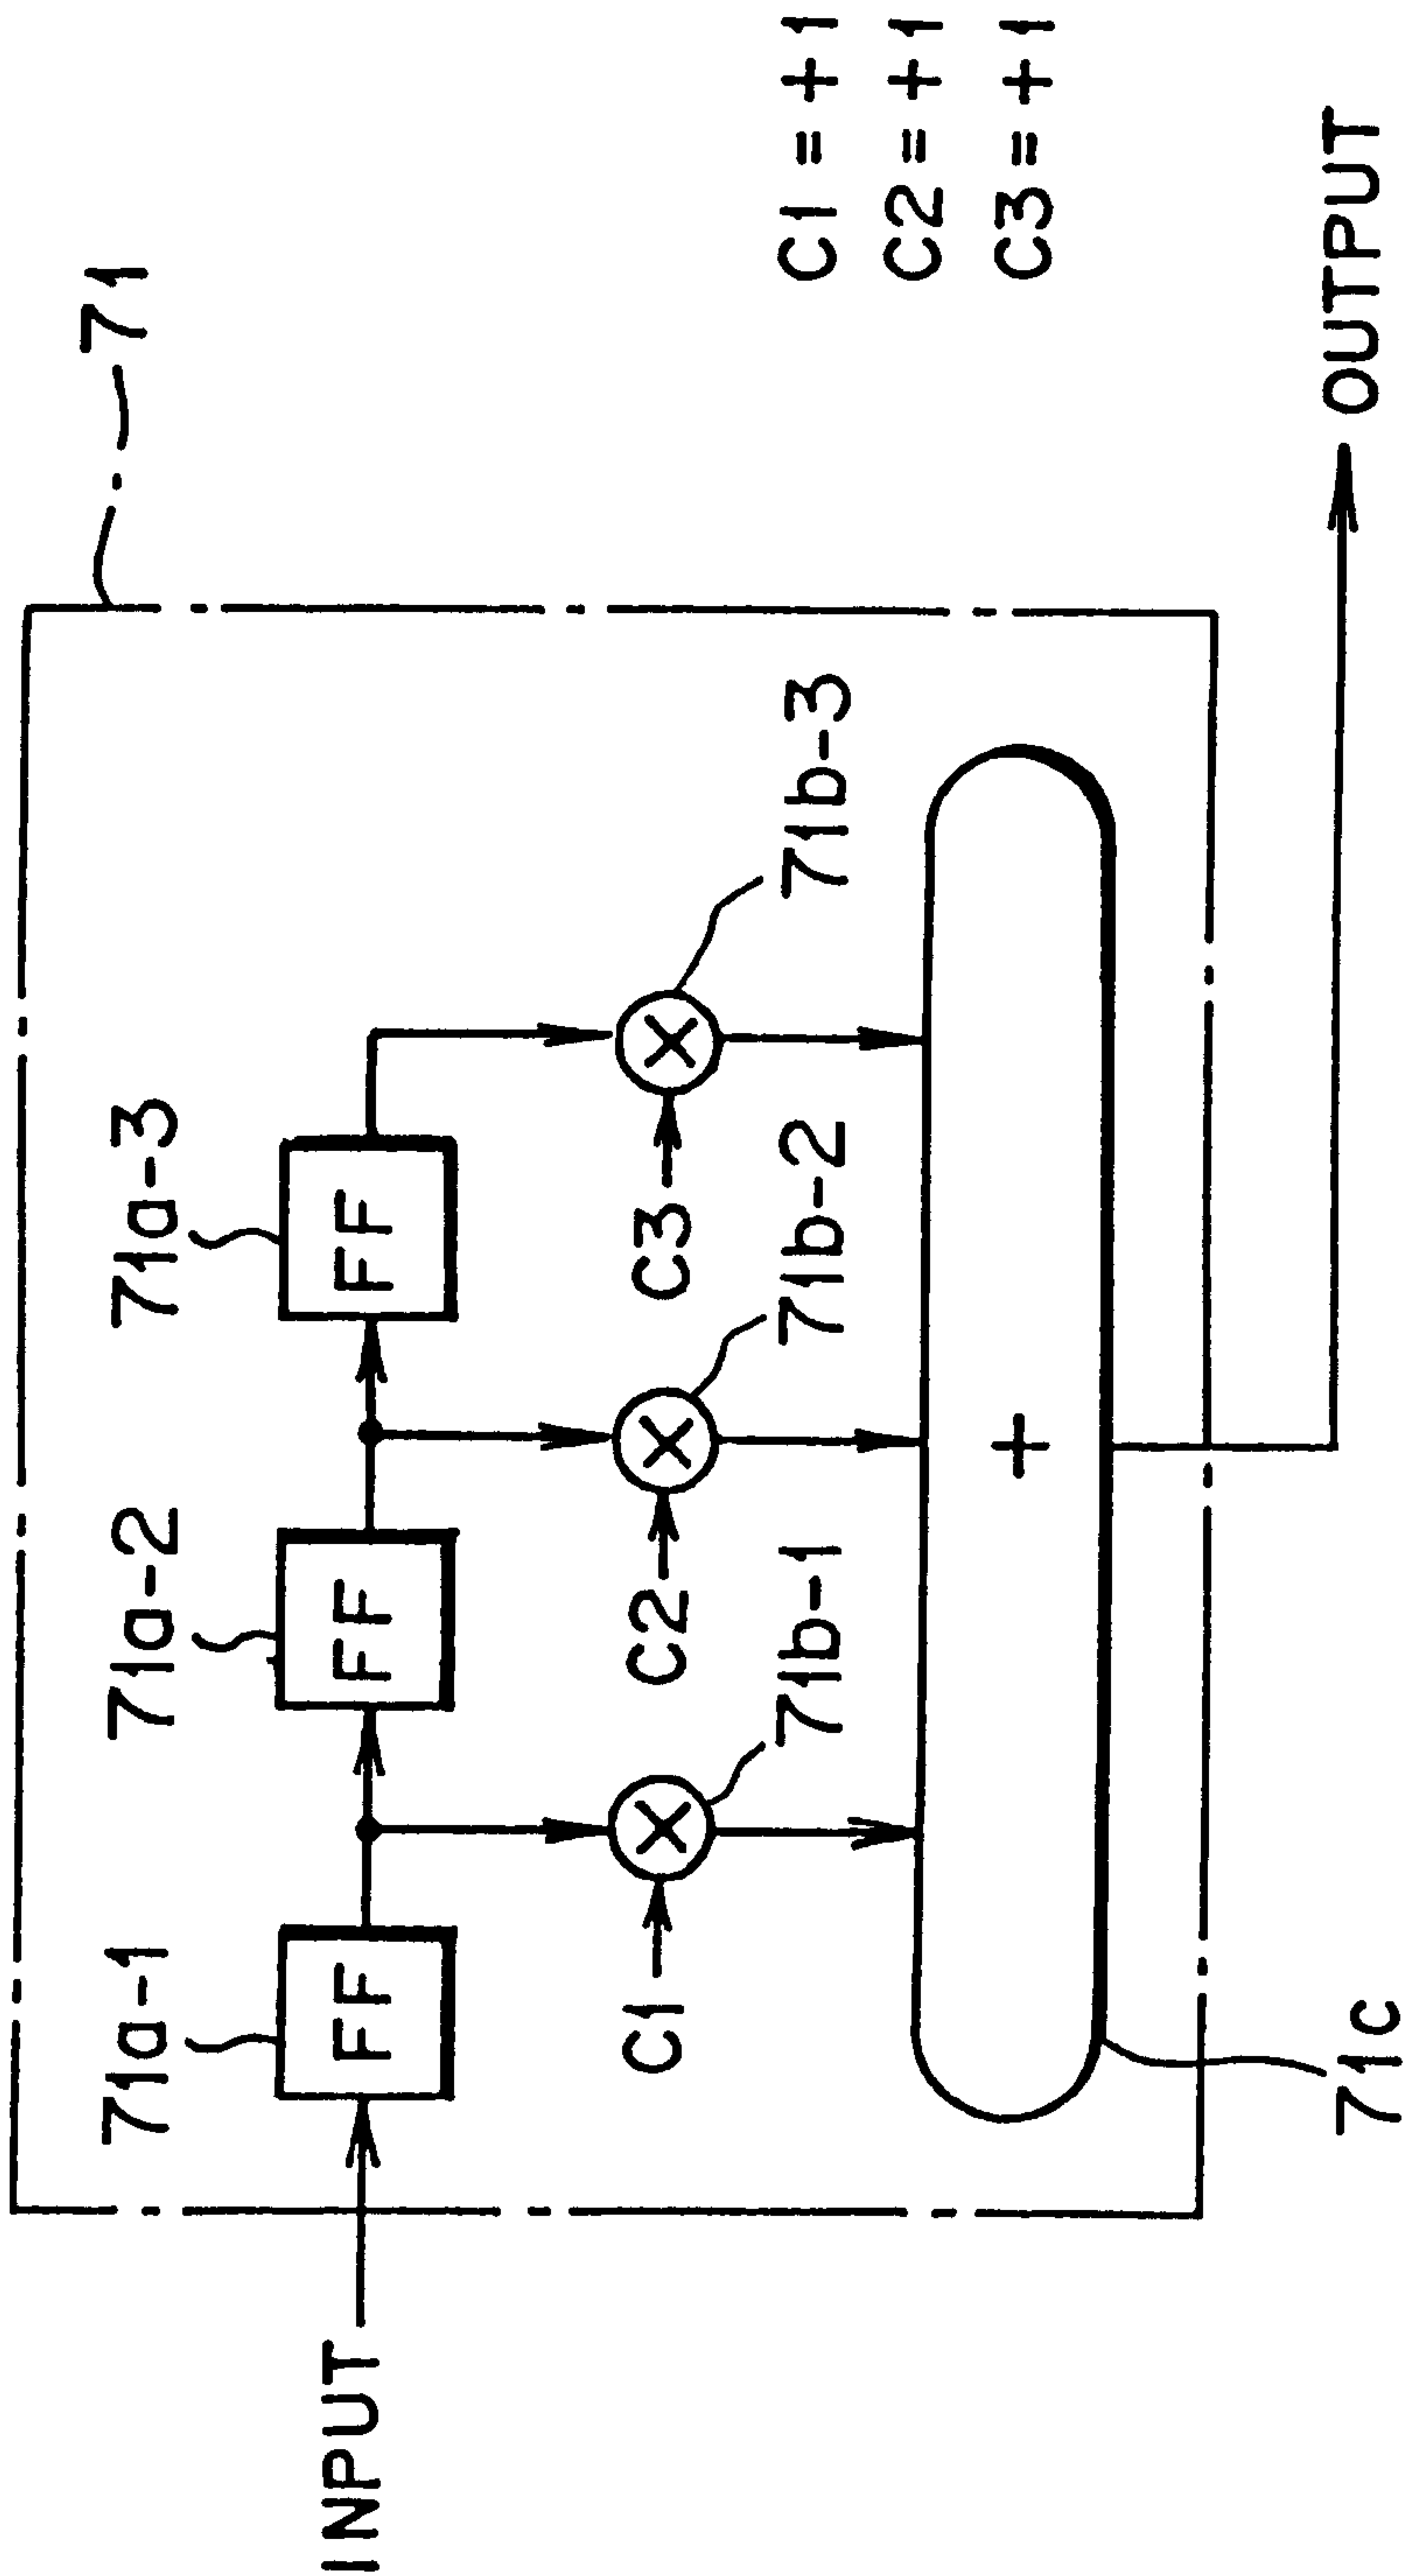 71
71a-1
71a-2
71a-3
INPUT
FF
FF
FF
C1
C2
C3
71b-1
71b-2
71b-3
C1 = +1
C2 = +1
C3 = +1
+
71c
OUTPUT